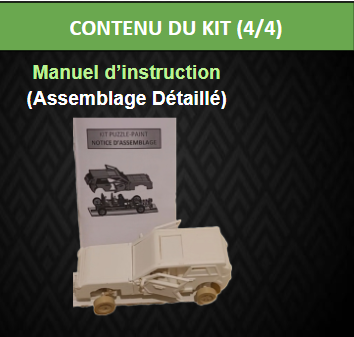 CONTENU DU KIT (4/4)
Manuel d’instruction
(Assemblage Détaillé)
KIT PUZZLE-PAINT
NOTICE D'ASSEMBLAGE